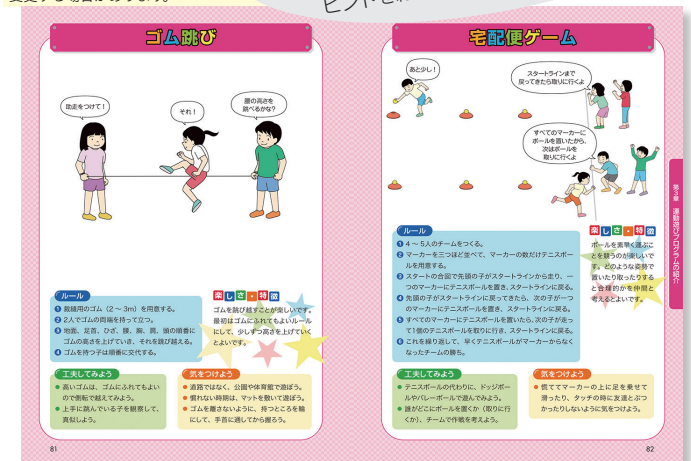 変更する場合があります。
ゴム跳び
助走をつけて！
それ！
腰の高さを
跳べるかな？
ルール
❶ 裁縫用のゴム（2～3m）を用意する。
❷ 2人でゴムの両端を持って立つ。
❸ 地面、足首、ひざ、腰、胸、肩、頭の順番に
ゴムの高さを上げていき、それを跳び越える。
❹ ゴムを持つ子は順番に交代する。
楽しさ・特徴
ゴムを跳び越すことが楽しいです。
最初はゴムにふれてもよいルール
にして、少しずつ高さを上げていく
とよいです。
工夫してみよう
● 高いゴムは、ゴムにふれてもよい
ので側転で越えてみよう。
● 上手に跳んでいる子を観察して、
真似しよう。
気をつけよう
● 道路ではなく、公園や体育館で遊ぼう。
● 慣れない時期は、マットを敷いて遊ぼう。
● ゴムを離さないように、持つところを輪
にして、手首に通してから握ろう。
81
宅配便ゲーム
あと少し！
スタートラインまで
戻ってきたら取りに行くよ
すべてのマーカーに
ボールを置いたから、
次はボールを
取りに行くよ
ルール
❶ 4～5人のチームをつくる。
❷ マーカーを三つほど並べて、マーカーの数だけテニスボー
ルを用意する。
❸ スタートの合図で先頭の子がスタートラインから走り、一
つのマーカーにテニスボールを置き、スタートラインに戻る。
❹ 先頭の子がスタートラインに戻ってきたら、次の子が一つ
のマーカーにテニスボールを置き、スタートラインに戻る。
❺ すべてのマーカーにテニスボールを置いたら、次の子が走っ
て1個のテニスボールを取りに行き、スタートラインに戻る。
❻ これを繰り返して、早くテニスボールがマーカーからなく
なったチームの勝ち。
楽しさ・特徴
ボールを素早く運ぶこ
とを競うのが楽しいで
す。どのような姿勢で
置いたり取ったりする
と合理的かを仲間と
考えるとよいです。
工夫してみよう
● テニスボールの代わりに、ドッジボー
ルやバレーボールで遊んでみよう。
● 誰がどこにボールを置くか（取りに行
くか）、チームで作戦を考えよう。
気をつけよう
● 慌ててマーカーの上に足を乗せて
滑ったり、タッチの時に友達とぶつ
かったりしないように気をつけよう。
第3章 運動遊びプログラムの紹介
82